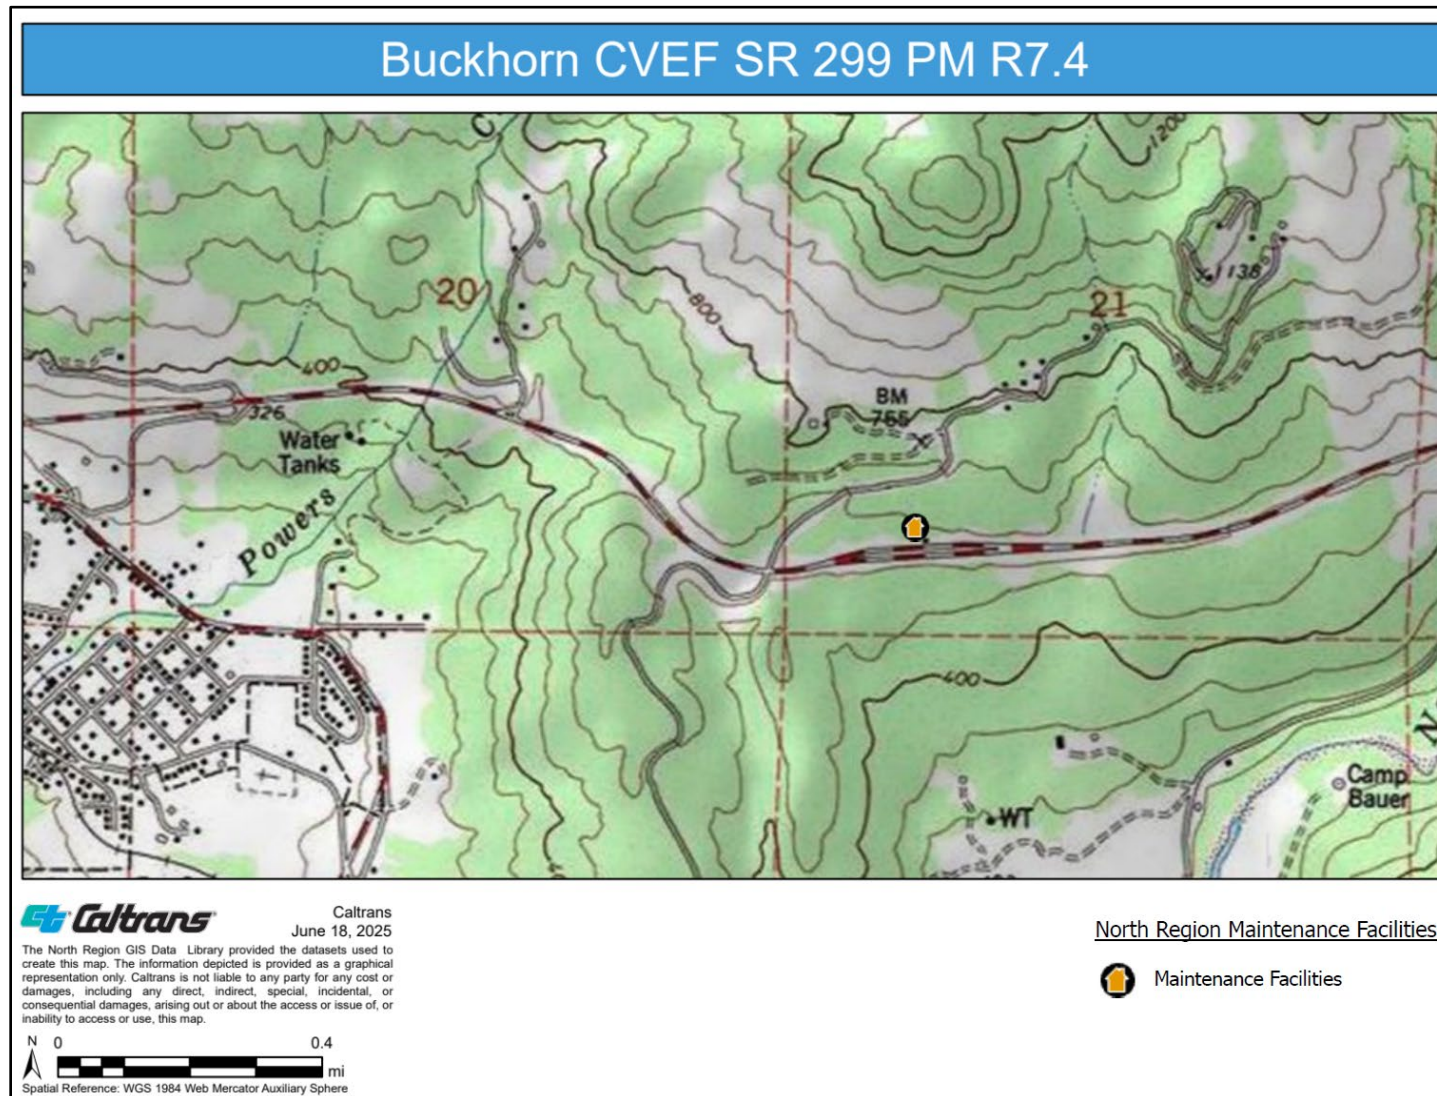 Buckhorn CVEF SR 299 PM R7.4
1200
20
21
1138
800
400
326
BM
755
Water
Tanks
Powers
400
Camp
Bauer
WT
Caltrans
Caltrans
June 18, 2025
The North Region GIS Data Library provided the datasets used to
create this map. The information depicted is provided as a graphical
representation only. Caltrans is not liable to any party for any cost or
damages, including any direct, indirect, special, incidental, or
consequential damages, arising out or about the access or issue of, or
inability to access or use, this map.
N 0 0.4
mi
Spatial Reference: WGS 1984 Web Mercator Auxiliary Sphere
North Region Maintenance Facilities
Maintenance Facilities